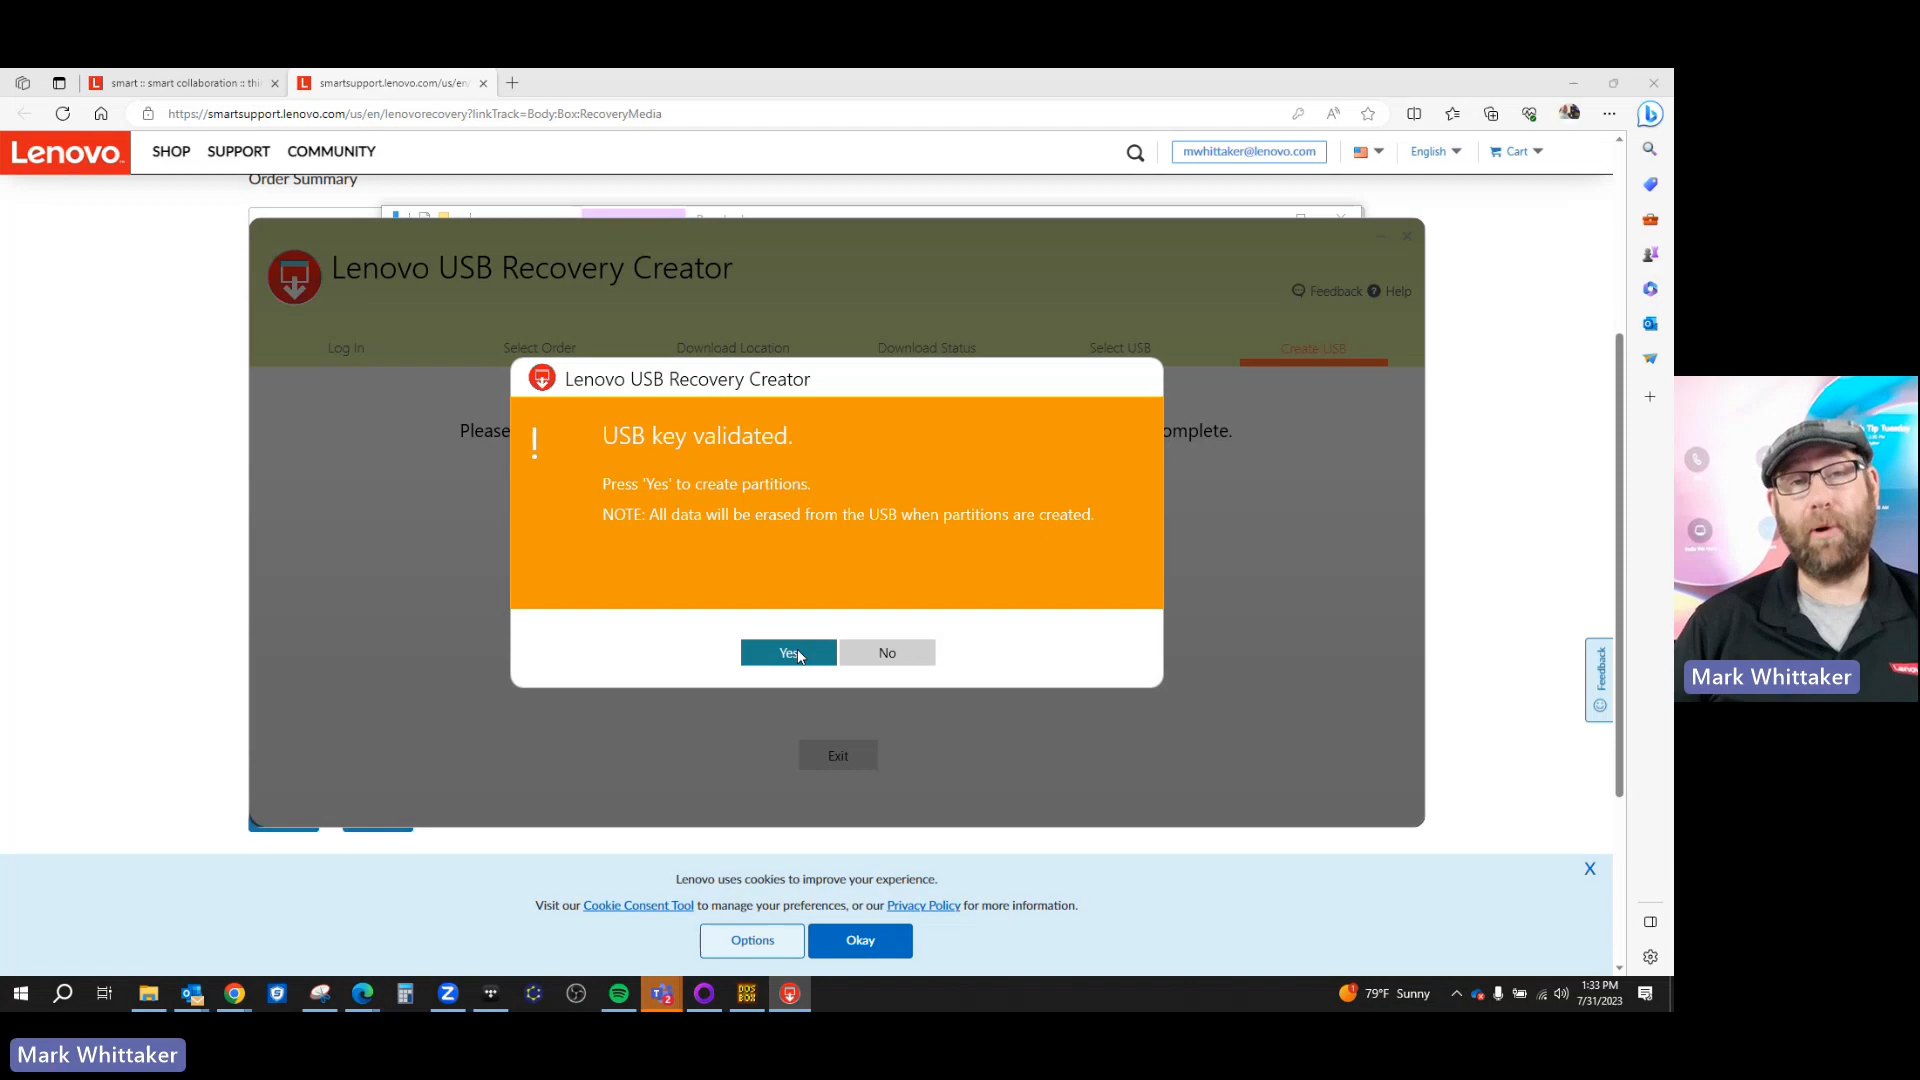 smart :: smart collaboration :: thi
smartsupport.lenovo.com/us/en/
https://smartsupport.lenovo.com/us/en/lenovorecovery?linkTrack=Body:Box:RecoveryMedia
Lenovo
SHOP SUPPORT COMMUNITY
mwhittaker@lenovo.com
English
Cart
Order Summary
Lenovo USB Recovery Creator
Feedback Help
Log In Select Order Download Location Download Status Select USB Create USB
Lenovo USB Recovery Creator
Please omplete.
! USB key validated.
Press 'Yes' to create partitions.
NOTE: All data will be erased from the USB when partitions are created.
Yes No
Exit
Feedback
Tip Tuesday
Mark Whittaker
Lenovo uses cookies to improve your experience.
Visit our Cookie Consent Tool to manage your preferences, or our Privacy Policy for more information.
Options Okay
X
79°F Sunny
1:33 PM
7/31/2023
Mark Whittaker